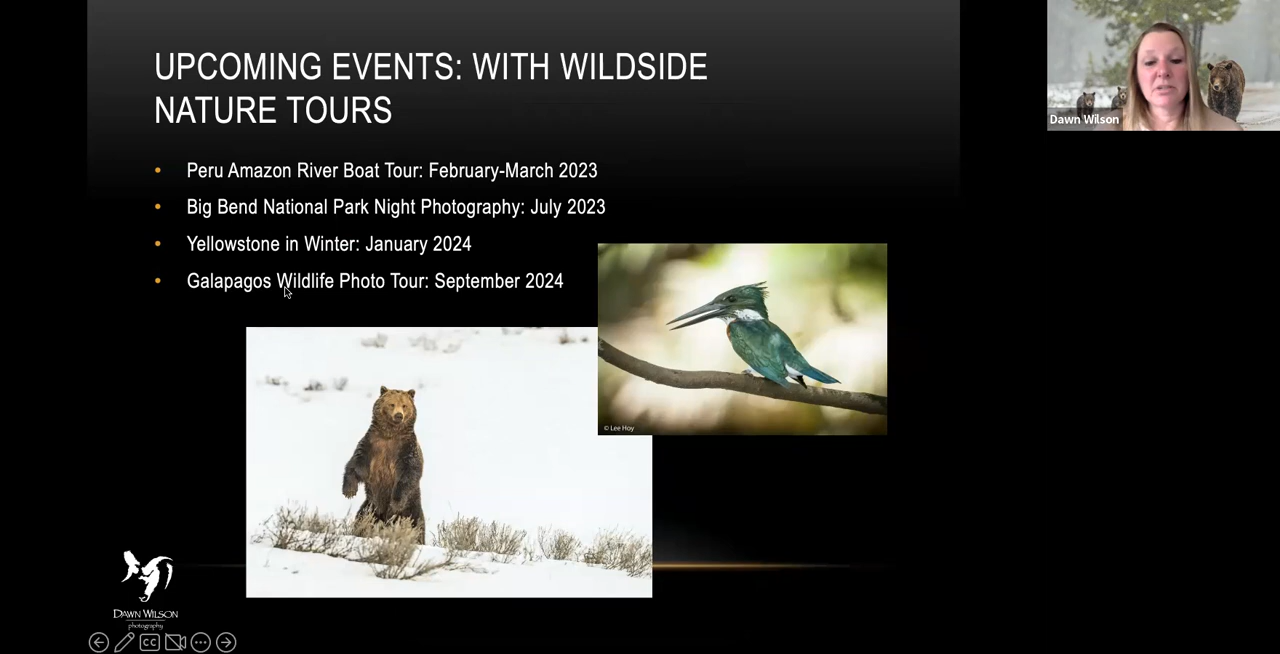 UPCOMING EVENTS: WITH WILDSIDE
NATURE TOURS
• Peru Amazon River Boat Tour: February-March 2023
• Big Bend National Park Night Photography: July 2023
• Yellowstone in Winter: January 2024
• Galapagos Wildlife Photo Tour: September 2024
Dawn Wilson
© Lee Hoy
DAWN WILSON
photography
CC